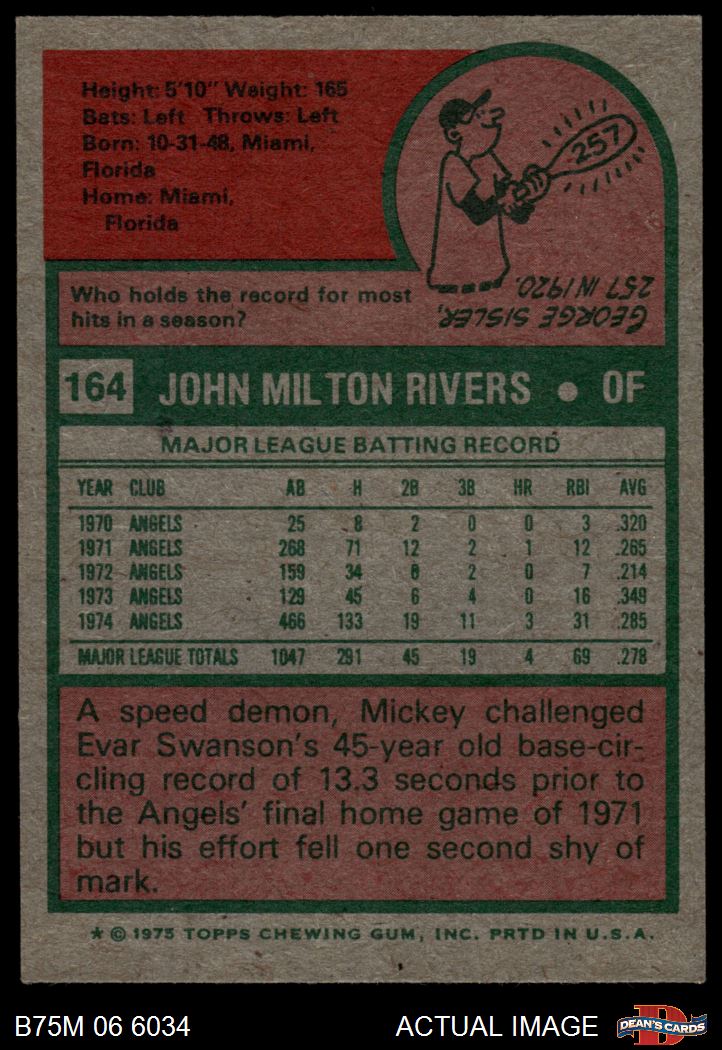 Height: 5'10" Weight: 165
Bats: Left Throws: Left
Born: 10-31-48, Miami,
Florida
Home: Miami,
Florida
257
Who holds the record for most
hits in a season?
GEORGE SISLER,
257 IN 1920.
164 JOHN MILTON RIVERS • OF
MAJOR LEAGUE BATTING RECORD
YEAR CLUB AB H 2B 3B HR RBI AVG
1970 ANGELS 25 8 2 0 0 3 .320
1971 ANGELS 268 71 12 2 1 12 .265
1972 ANGELS 159 34 6 2 0 7 .214
1973 ANGELS 129 45 6 4 0 16 .349
1974 ANGELS 466 133 19 11 3 31 .285
MAJOR LEAGUE TOTALS 1047 291 45 19 4 69 .278
A speed demon, Mickey challenged
Evar Swanson's 45-year old base-cir-
cling record of 13.3 seconds prior to
the Angels' final home game of 1971
but his effort fell one second shy of
mark.
* © 1975 TOPPS CHEWING GUM, INC. PRTD IN U.S.A.
B75M 06 6034 ACTUAL IMAGE
D
DEAN'S CARDS